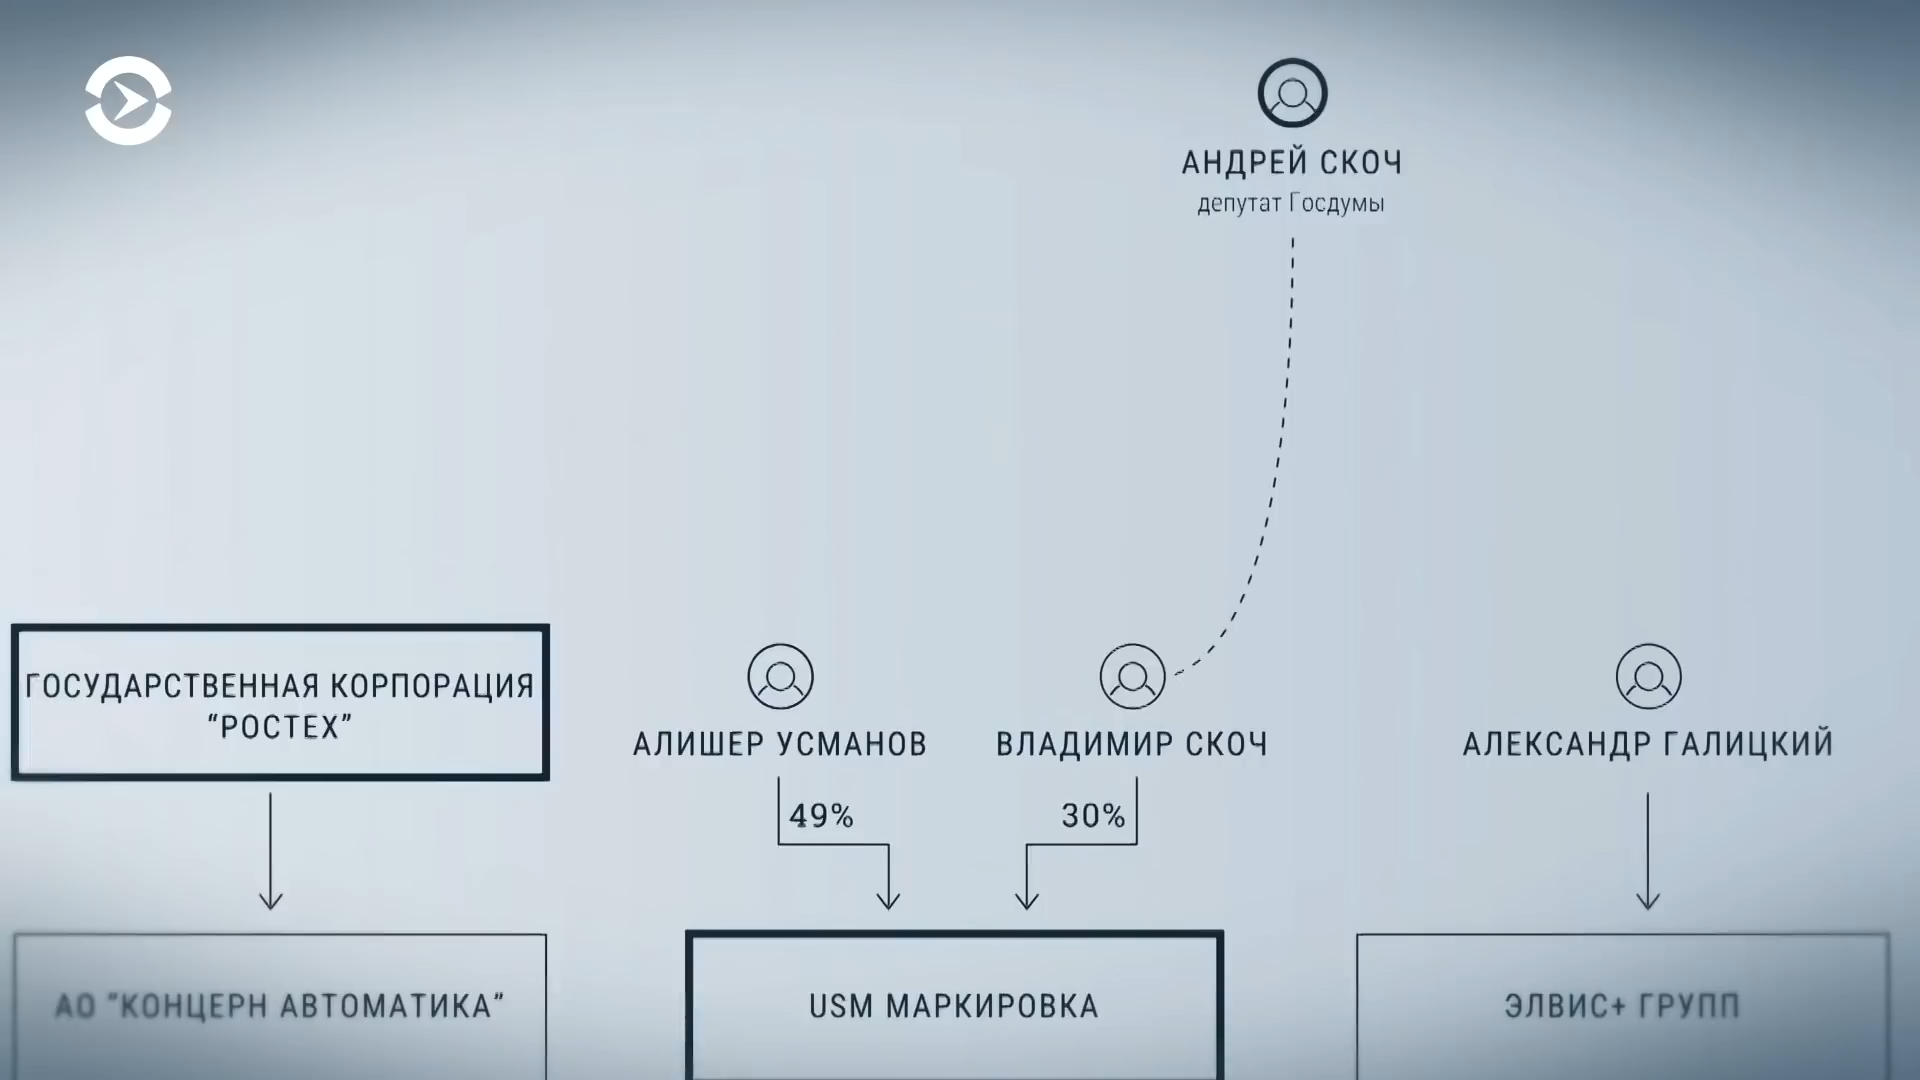 АНДРЕЙ СКОЧ
депутат Госдумы
ГОСУДАРСТВЕННАЯ КОРПОРАЦИЯ
“РОСТЕХ”
АЛИШЕР УСМАНОВ
ВЛАДИМИР СКОЧ
АЛЕКСАНДР ГАЛИЦКИЙ
49%
30%
АО “КОНЦЕРН АВТОМАТИКА”
USM МАРКИРОВКА
ЭЛВИС+ ГРУПП